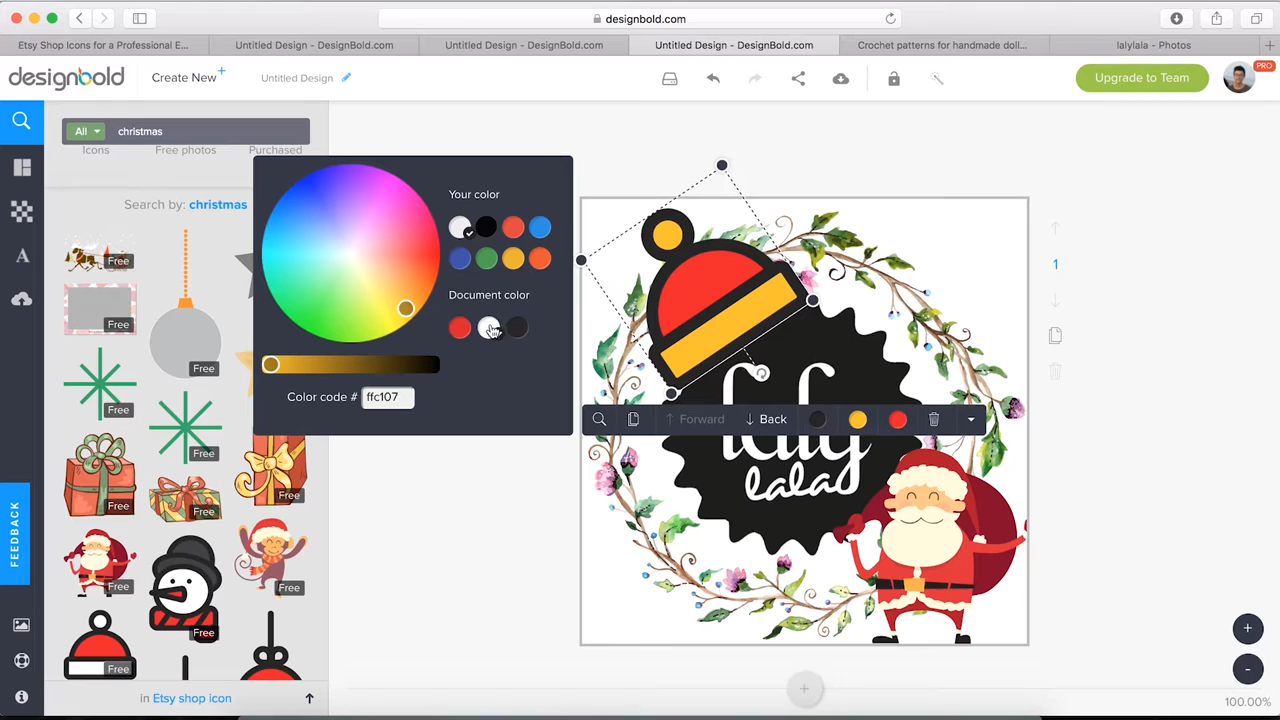 designbold.com
Etsy Shop Icons for a Professional E...
Untitled Design - DesignBold.com
Untitled Design - DesignBold.com
Untitled Design - DesignBold.com
Crochet patterns for handmade doll...
lalylala - Photos
designbold
Create New
Untitled Design
Upgrade to Team
PRO
All
christmas
Icons
Free photos
Purchased
Search by: christmas
Free
Free
Free
Free
Free
Free
Free
Free
Free
Free
Free
Free
Free
in Etsy shop icon
FEEDBACK
Your color
Document color
Color code #
ffc107
Forward
Back
lala
1
100.00%